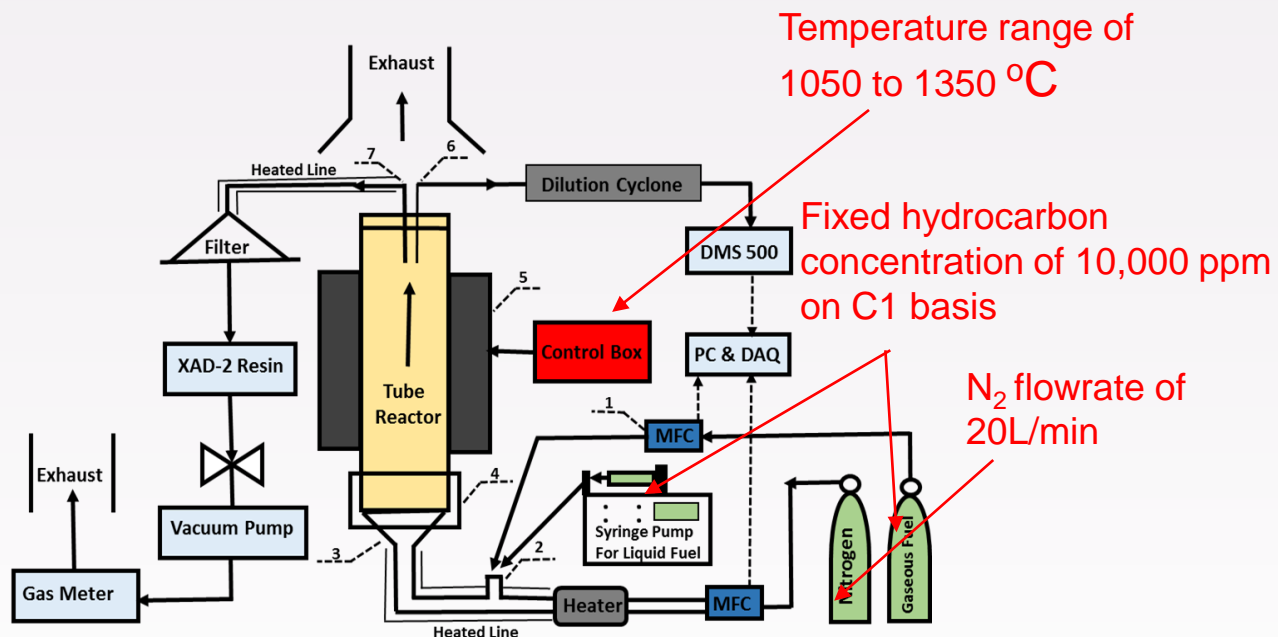 Temperature range of
1050 to 1350 ºC
Exhaust
7
6
Heated Line
Dilution Cyclone
Filter
DMS 500
Fixed hydrocarbon
concentration of 10,000 ppm
on C1 basis
5
Control Box
PC & DAQ
XAD-2 Resin
Tube
Reactor
1
MFC
N₂ flowrate of
20L/min
Exhaust
4
Syringe Pump
For Liquid Fuel
Vacuum Pump
3
2
Nitrogen
Gaseous Fuel
Gas Meter
Heater
MFC
Heated Line